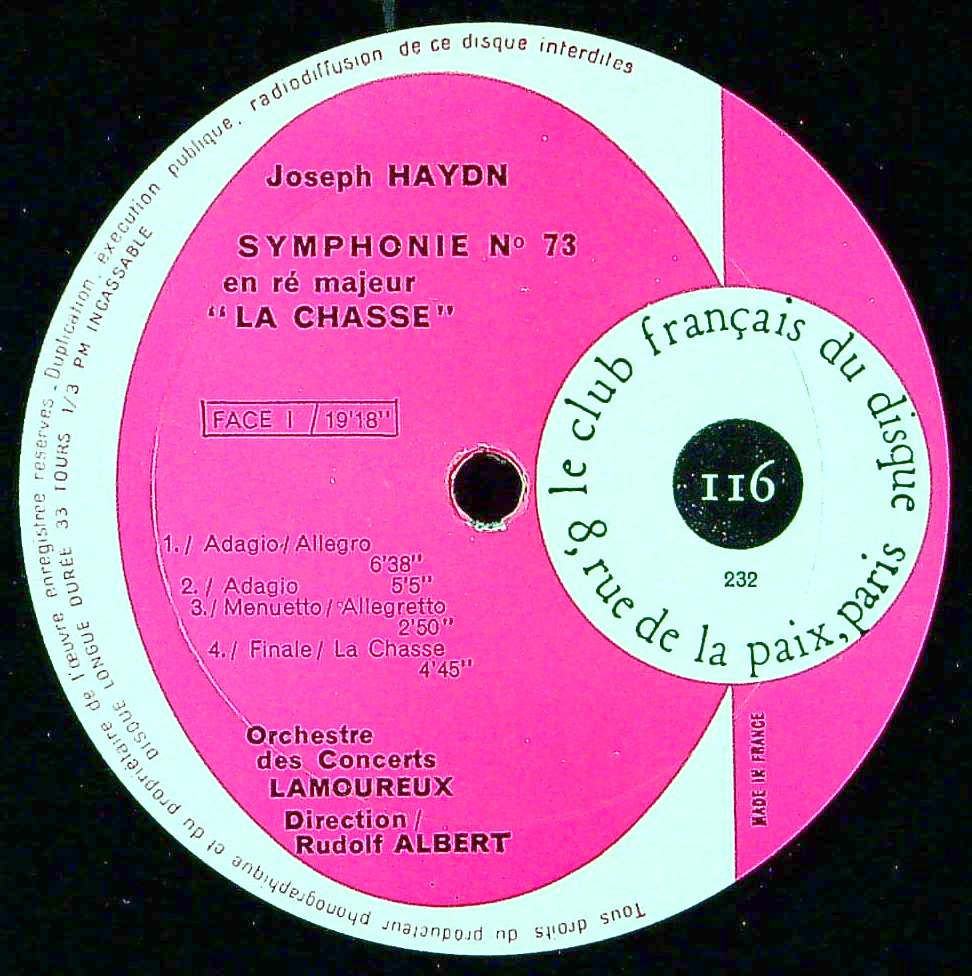 Joseph HAYDN
SYMPHONIE Nº 73
en ré majeur
“LA CHASSE”
FACE I / 19'18"
1./ Adagio/Allegro
6'38"
2./ Adagio 5'5"
3./ Menuetto/Allegretto
2'50"
4./ Finale/ La Chasse
4'45"
Orchestre
des Concerts
LAMOUREUX
Direction/
Rudolf ALBERT
le club français du disque
8, rue de la paix, paris
116
232
MADE IN FRANCE
Tous droits du producteur phonographique et du propriétaire de l'œuvre enregistrée réservés - Duplication, éxécution publique, radiodiffusion de ce disque interdites
DISQUE LONGUE DURÉE 33 TOURS 1/3 PM INCASSABLE